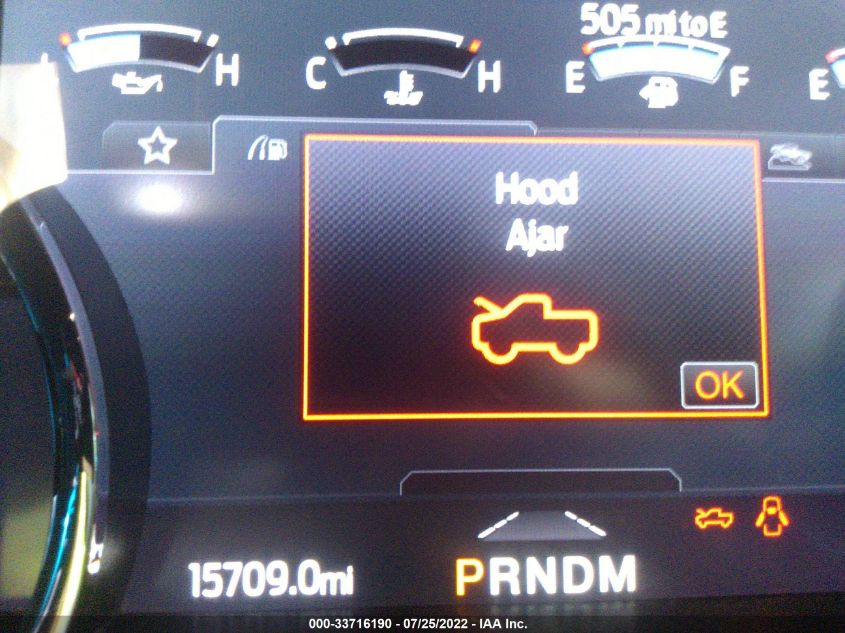 505 mi to E
H
C
H
E
F
E
Hood
Ajar
OK
15709.0mi
PRNDM
000-33716190 - 07/25/2022 - IAA Inc.